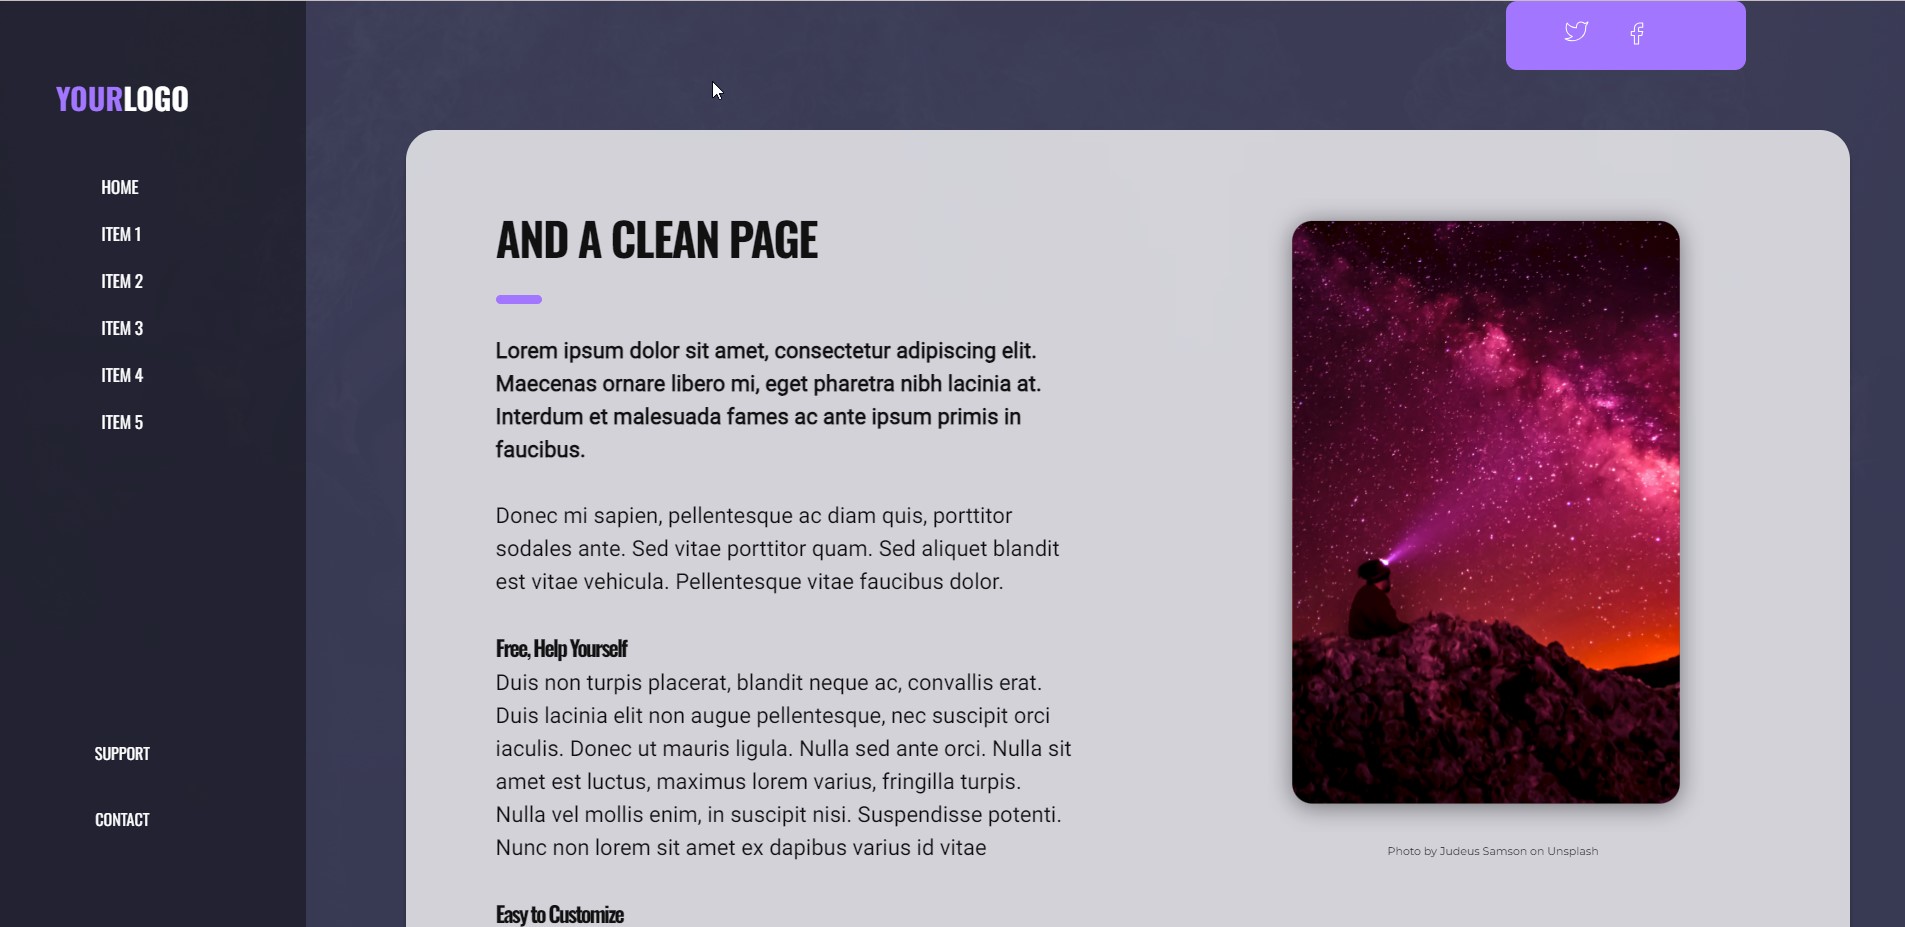 YOURLOGO
HOME
ITEM 1
ITEM 2
ITEM 3
ITEM 4
ITEM 5
SUPPORT
CONTACT
AND A CLEAN PAGE
Lorem ipsum dolor sit amet, consectetur adipiscing elit.
Maecenas ornare libero mi, eget pharetra nibh lacinia at.
Interdum et malesuada fames ac ante ipsum primis in
faucibus.
Donec mi sapien, pellentesque ac diam quis, porttitor
sodales ante. Sed vitae porttitor quam. Sed aliquet blandit
est vitae vehicula. Pellentesque vitae faucibus dolor.
Free, Help Yourself
Duis non turpis placerat, blandit neque ac, convallis erat.
Duis lacinia elit non augue pellentesque, nec suscipit orci
iaculis. Donec ut mauris ligula. Nulla sed ante orci. Nulla sit
amet est luctus, maximus lorem varius, fringilla turpis.
Nulla vel mollis enim, in suscipit nisi. Suspendisse potenti.
Nunc non lorem sit amet ex dapibus varius id vitae
Easy to Customize
Photo by Judeus Samson on Unsplash